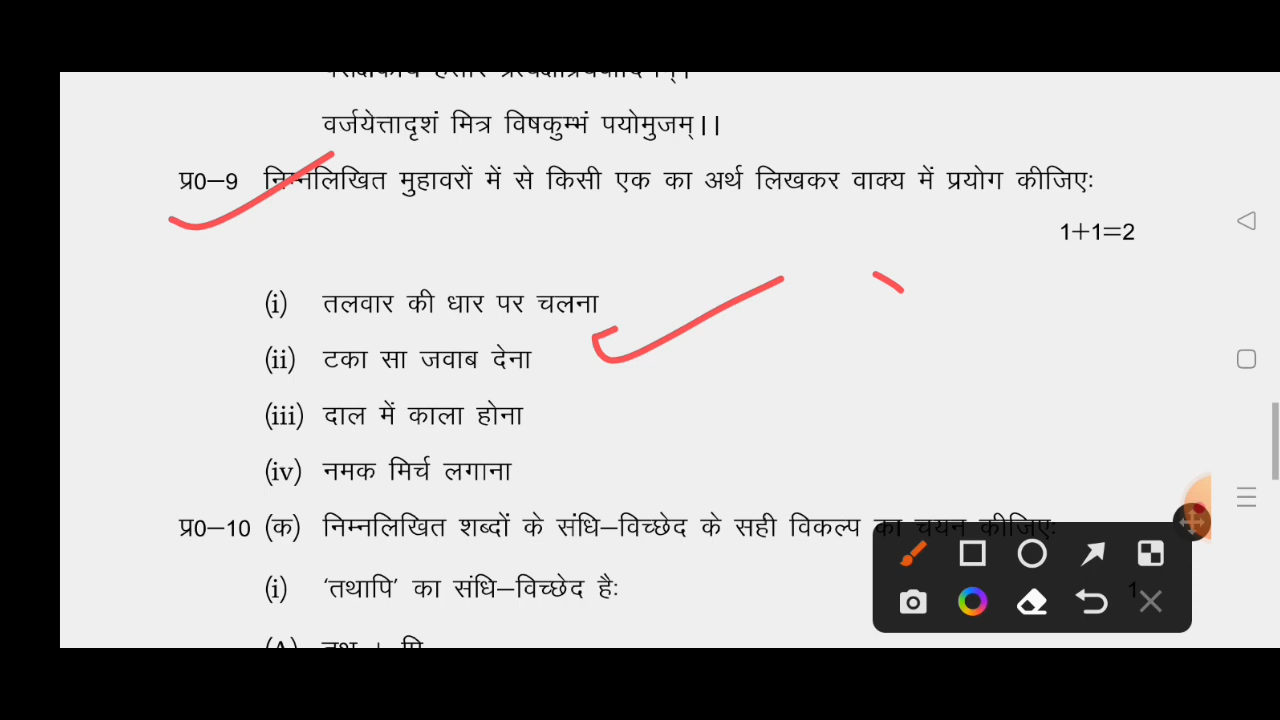 वर्जयेत्तादृशं मित्र विषकुम्भं पयोमुजम्।।
प्र0–9 निम्नलिखित मुहावरों में से किसी एक का अर्थ लिखकर वाक्य में प्रयोग कीजिए:
1+1=2
(i) तलवार की धार पर चलना
(ii) टका सा जवाब देना
(iii) दाल में काला होना
(iv) नमक मिर्च लगाना
प्र0–10 (क) निम्नलिखित शब्दों के संधि–विच्छेद के सही विकल्प का चयन कीजिए:
(i) 'तथापि' का संधि–विच्छेद है: 1